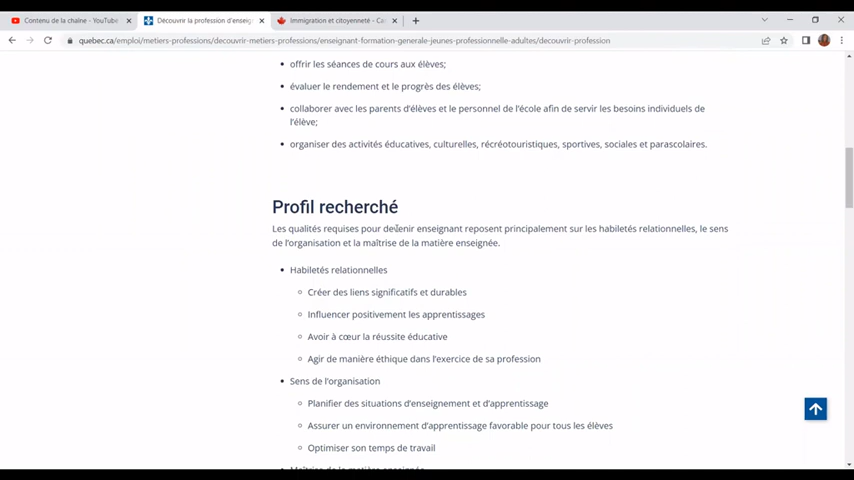 Contenu de la chaîne - YouTube
Découvrir la profession d'enseig
Immigration et citoyenneté - Ca
quebec.ca/emploi/metiers-professions/decouvrir-metiers-professions/enseignant-formation-generale-jeunes-professionnelle-adultes/decouvrir-profession
offrir les séances de cours aux élèves;
évaluer le rendement et le progrès des élèves;
collaborer avec les parents d'élèves et le personnel de l'école afin de servir les besoins individuels de
l'élève;
organiser des activités éducatives, culturelles, récréotouristiques, sportives, sociales et parascolaires.
Profil recherché
Les qualités requises pour devenir enseignant reposent principalement sur les habiletés relationnelles, le sens
de l'organisation et la maîtrise de la matière enseignée.
Habiletés relationnelles
Créer des liens significatifs et durables
Influencer positivement les apprentissages
Avoir à cœur la réussite éducative
Agir de manière éthique dans l'exercice de sa profession
Sens de l'organisation
Planifier des situations d'enseignement et d'apprentissage
Assurer un environnement d'apprentissage favorable pour tous les élèves
Optimiser son temps de travail
Maîtrise de la matière enseignée